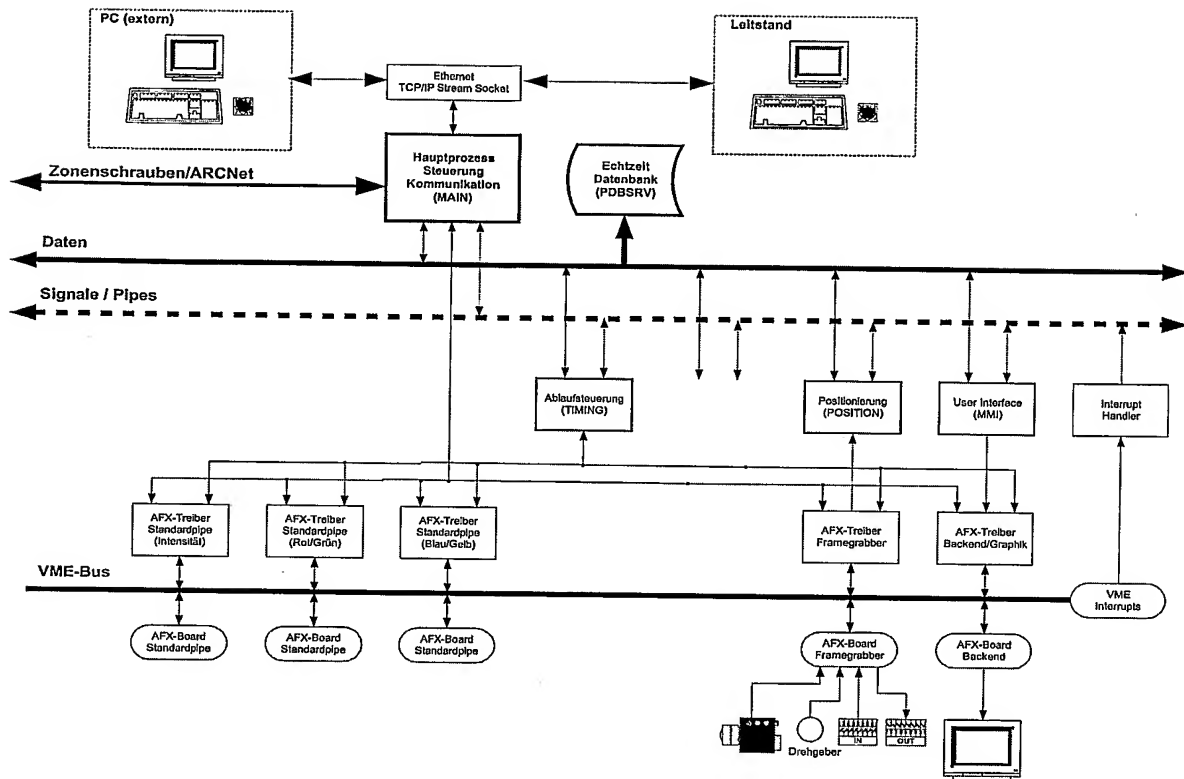 PC (extern)
Leitstand
Ethernet
TCP/IP Stream Socket
Hauptprozess
Steuerung
Kommunikation
(MAIN)
Echtzeit
Datenbank
(PDBSRV)
Zonenschrauben/ARCNet
Daten
Signale / Pipes
Ablaufsteuerung
(TIMING)
Positionierung
(POSITION)
User Interface
(MMI)
Interrupt
Handler
AFX-Treiber
Standardpipe
(Intensität)
AFX-Treiber
Standardpipe
(Rot/Grün)
AFX-Treiber
Standardpipe
(Blau/Gelb)
AFX-Treiber
Framegrabber
AFX-Treiber
Backend/Graphik
VME-Bus
VME
Interrupts
AFX-Board
Standardpipe
AFX-Board
Standardpipe
AFX-Board
Standardpipe
AFX-Board
Framegrabber
AFX-Board
Backend
Drehgeber
IN
OUT